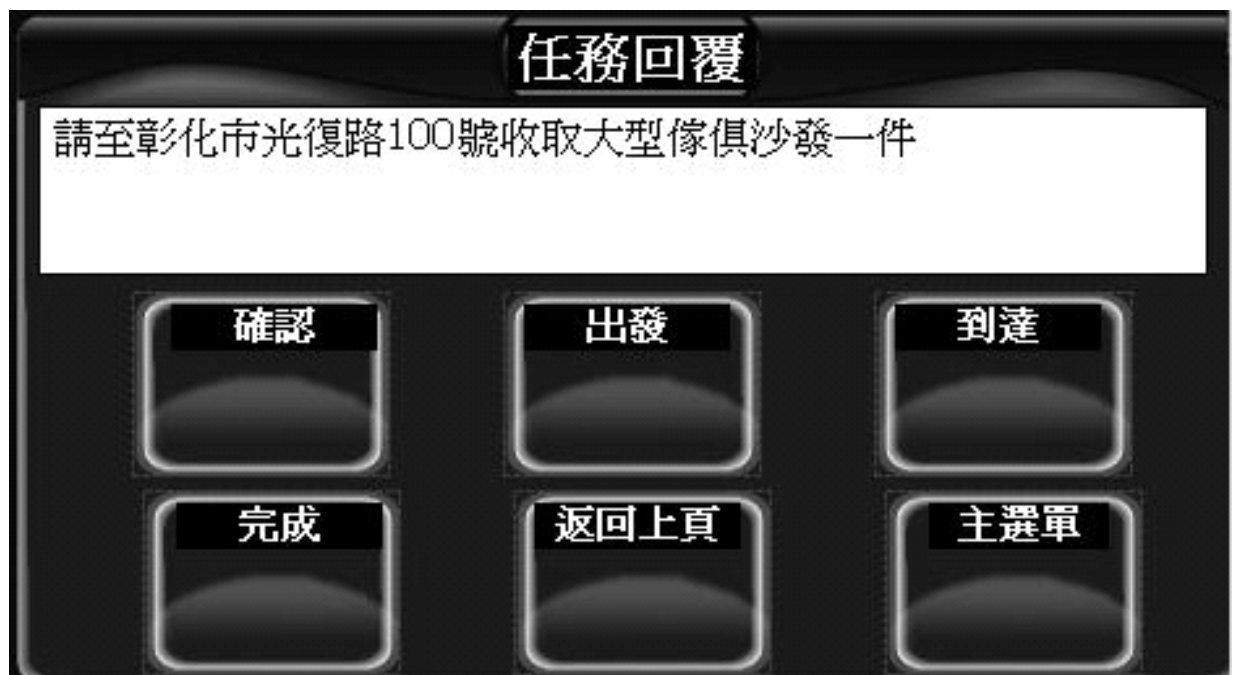 任務回覆
請至彰化市光復路100號收取大型傢俱沙發一件
確認
出發
到達
完成
返回上頁
主選單